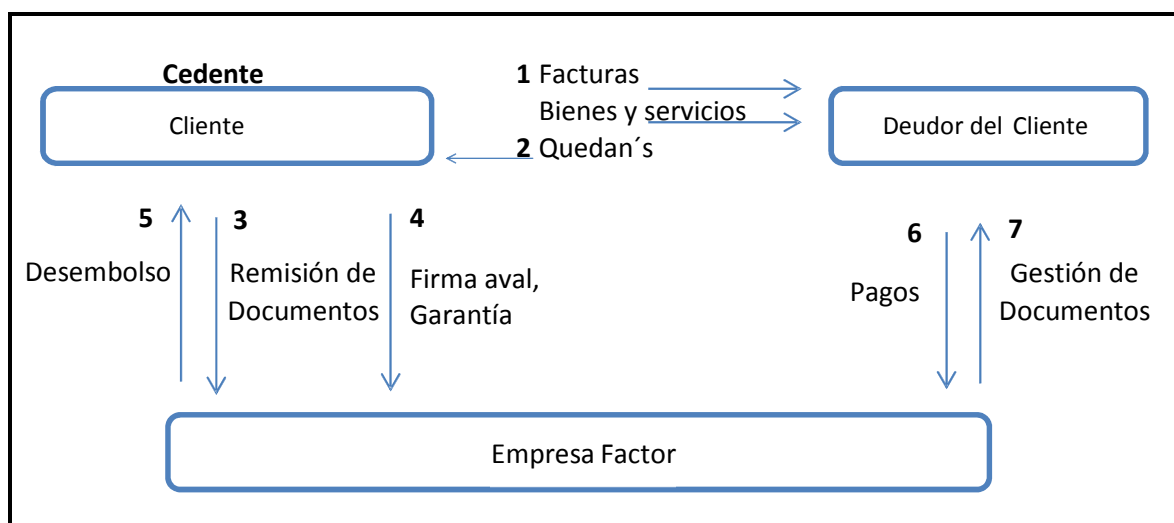 Cedente
Cliente
1 Facturas
Bienes y servicios
2 Quedan´s
Deudor del Cliente
5
Desembolso
3
Remisión de
Documentos
4
Firma aval,
Garantía
6
Pagos
7
Gestión de
Documentos
Empresa Factor